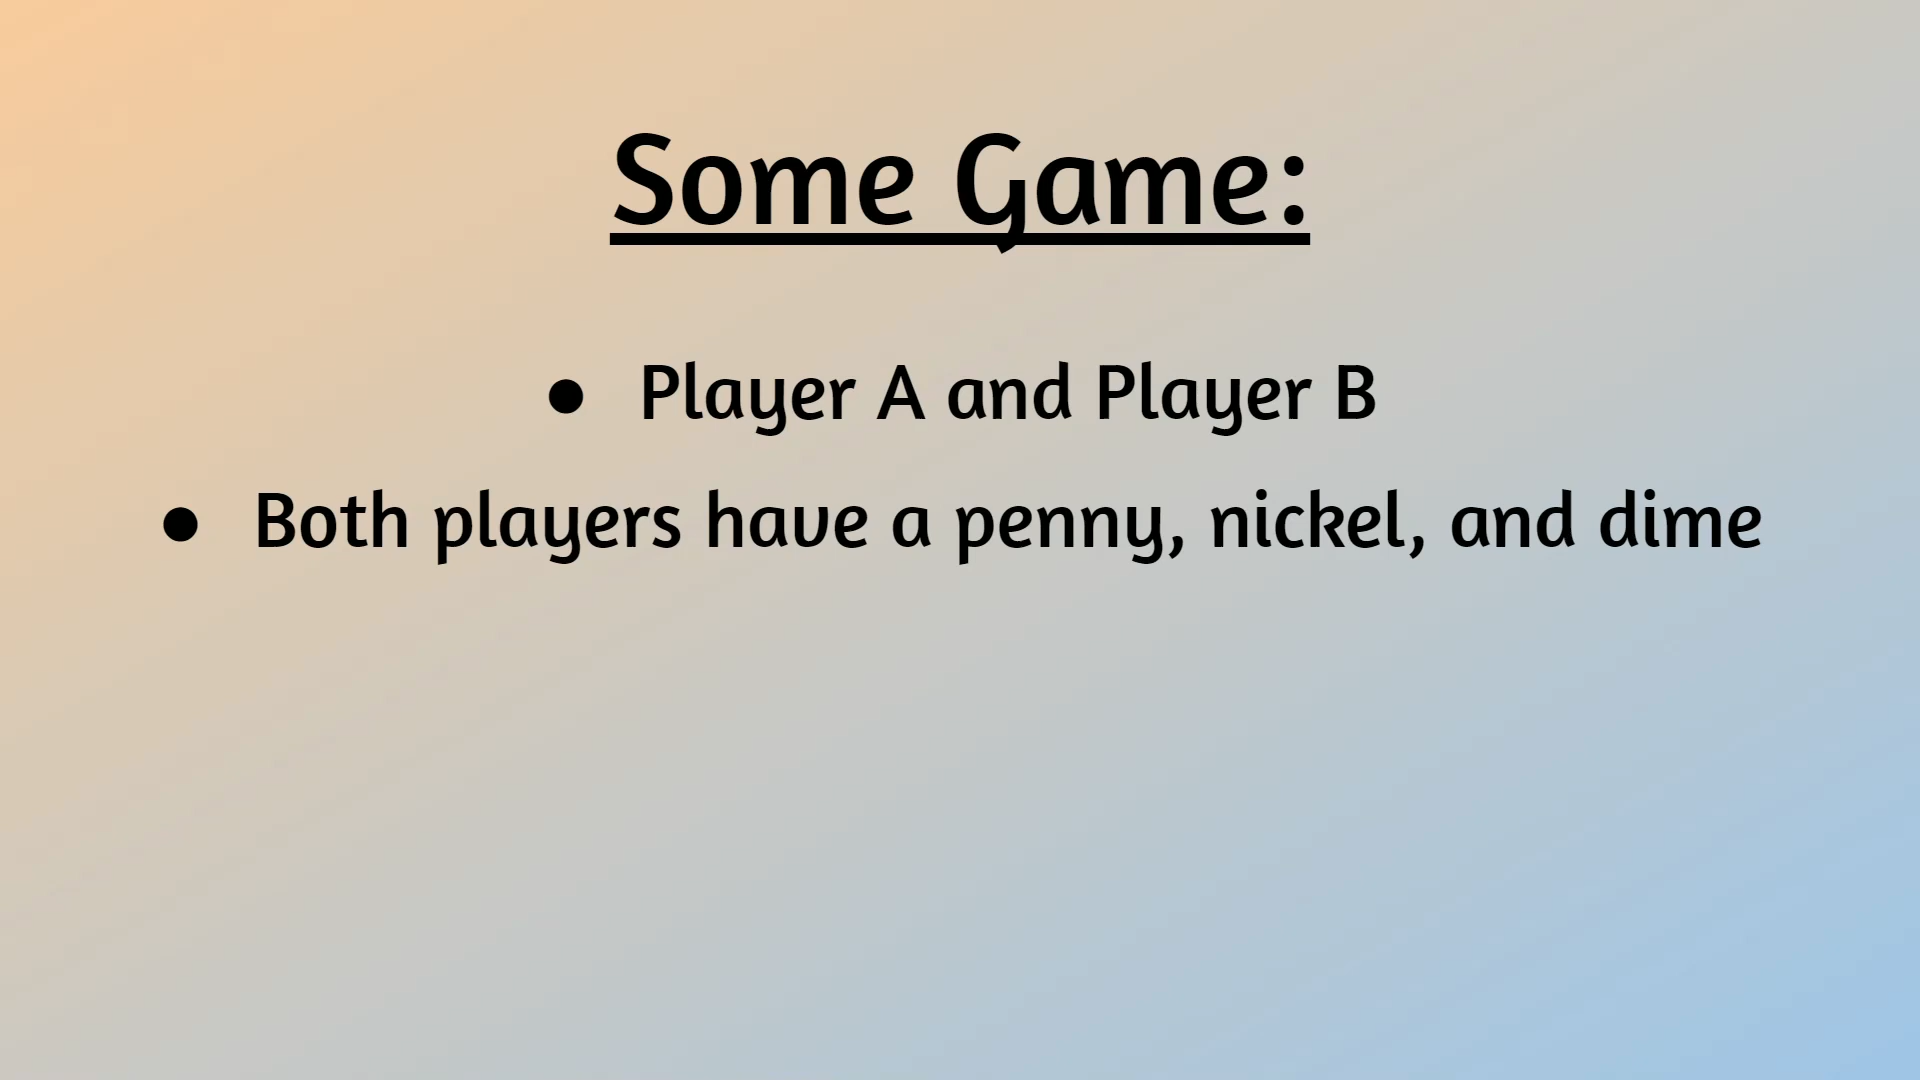 Some Game:
● Player A and Player B
● Both players have a penny, nickel, and dime